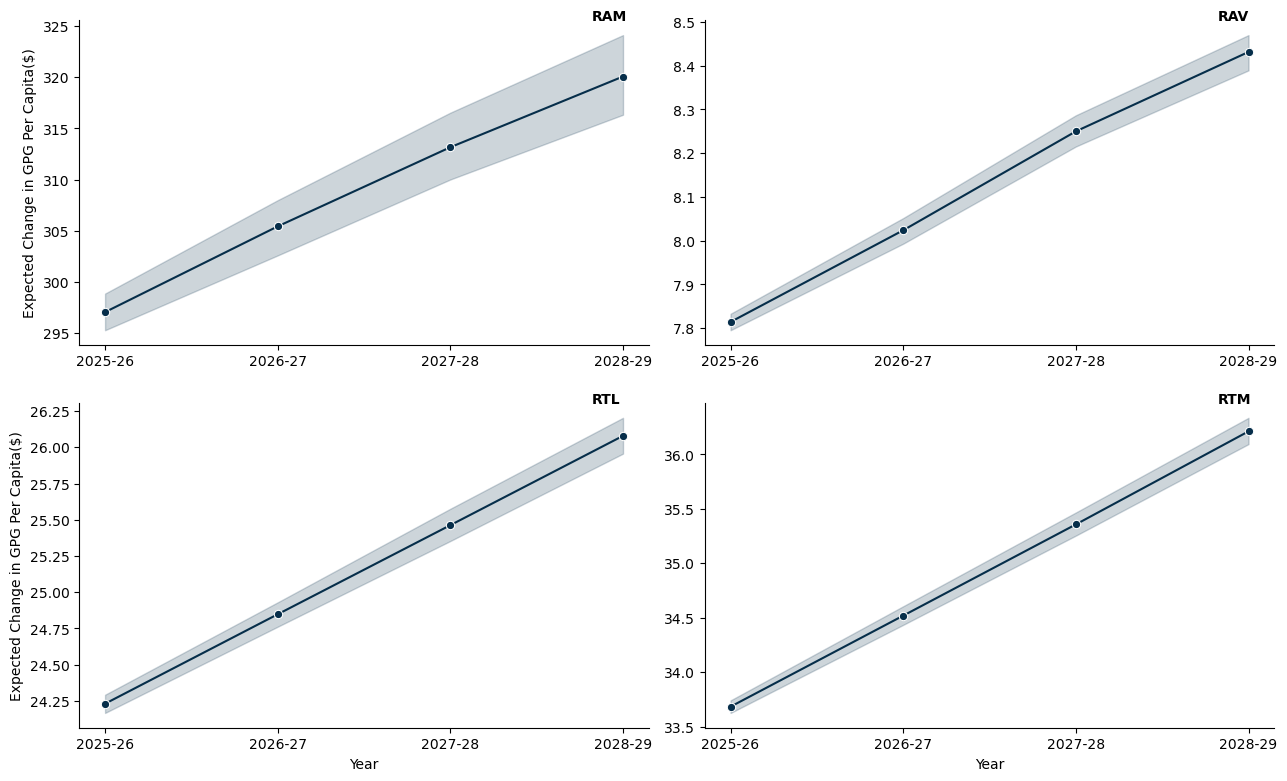 RAM
Expected Change in GPG Per Capita($)
325
320
315
310
305
300
295
2025-26 2026-27 2027-28 2028-29
RAV
8.5
8.4
8.3
8.2
8.1
8.0
7.9
7.8
2025-26 2026-27 2027-28 2028-29
RTL
Expected Change in GPG Per Capita($)
26.25
26.00
25.75
25.50
25.25
25.00
24.75
24.50
24.25
2025-26 2026-27 2027-28 2028-29
Year
RTM
36.0
35.5
35.0
34.5
34.0
33.5
2025-26 2026-27 2027-28 2028-29
Year